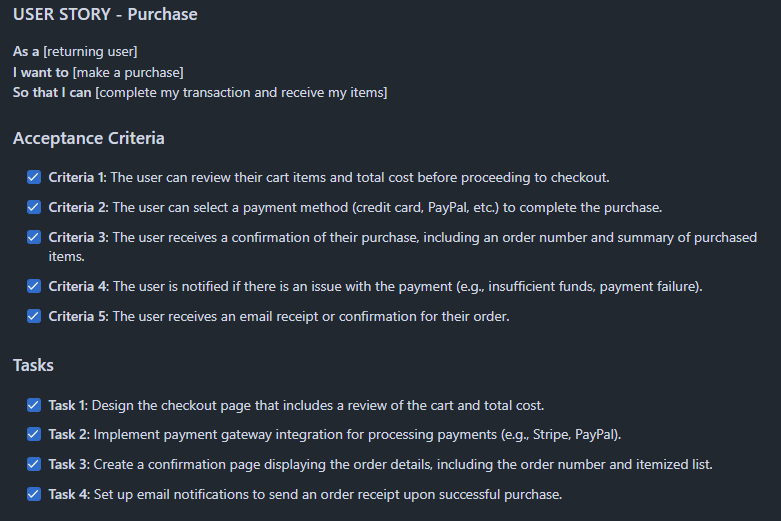 USER STORY - Purchase
As a [returning user]
I want to [make a purchase]
So that I can [complete my transaction and receive my items]
Acceptance Criteria
Criteria 1: The user can review their cart items and total cost before proceeding to checkout.
Criteria 2: The user can select a payment method (credit card, PayPal, etc.) to complete the purchase.
Criteria 3: The user receives a confirmation of their purchase, including an order number and summary of purchased
items.
Criteria 4: The user is notified if there is an issue with the payment (e.g., insufficient funds, payment failure).
Criteria 5: The user receives an email receipt or confirmation for their order.
Tasks
Task 1: Design the checkout page that includes a review of the cart and total cost.
Task 2: Implement payment gateway integration for processing payments (e.g., Stripe, PayPal).
Task 3: Create a confirmation page displaying the order details, including the order number and itemized list.
Task 4: Set up email notifications to send an order receipt upon successful purchase.